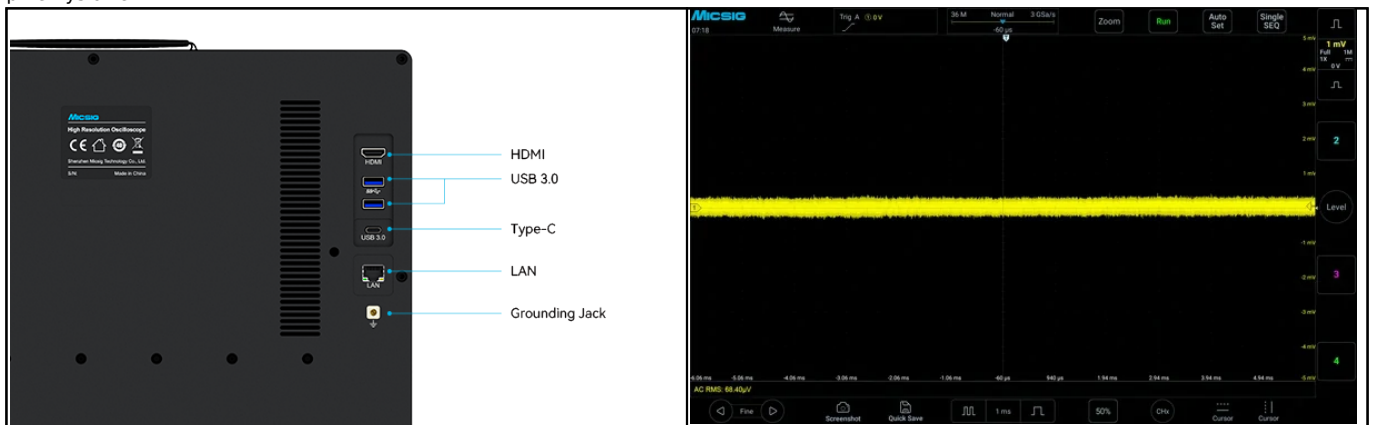 MICSIG
High Resolution Oscilloscope
CE
Shenzhen Micsig Technology Co., Ltd.
S/N Made in China
HDMI
USB 3.0
LAN
HDMI
USB 3.0
Type-C
LAN
Grounding Jack
MICSIG
07:18
Measure
Trig A ① 0V
36 M Normal 3 GSa/s
-60 μs
T
Zoom
Run
Auto
Set
Single
SEQ
1 mV
Full 1M
1X
0 V
5 mV
4 mV
3 mV
2 mV
1 mV
-1 mV
-2 mV
-3 mV
-4 mV
-5 mV
2
Level
3
4
-6.06 ms -5.06 ms -4.06 ms -3.06 ms -2.06 ms -1.06 ms -60 μs 940 μs 1.94 ms 2.94 ms 3.94 ms 4.94 ms
AC RMS: 68.40μV
Fine
Screenshot
Quick Save
1 ms
50%
CHx
Cursor
Cursor